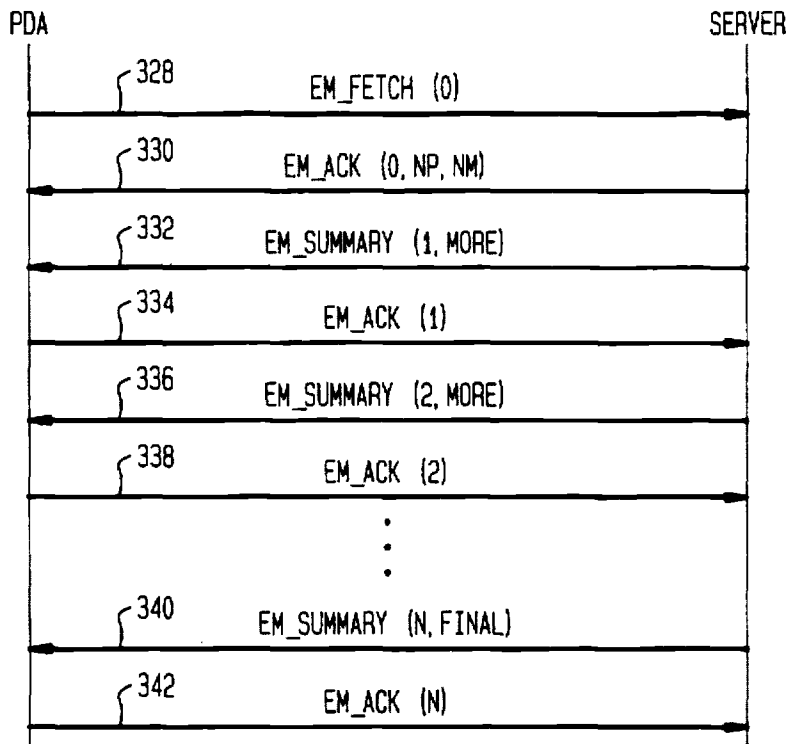 PDA SERVER
328 EM_FETCH (0)
330 EM_ACK (0, NP, NM)
332 EM_SUMMARY (1, MORE)
334 EM_ACK (1)
336 EM_SUMMARY (2, MORE)
338 EM_ACK (2)
340 EM_SUMMARY (N, FINAL)
342 EM_ACK (N)